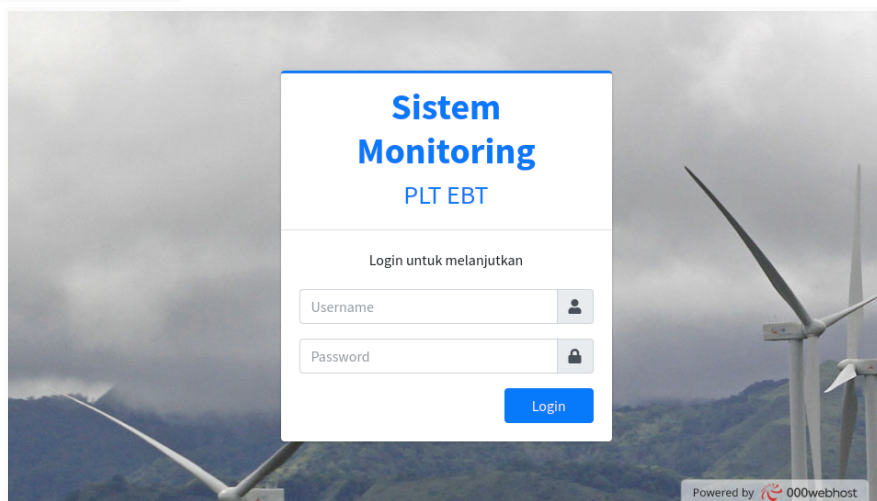 Sistem
Monitoring
PLT EBT
Login untuk melanjutkan
Username
Password
Login
Powered by 000webhost